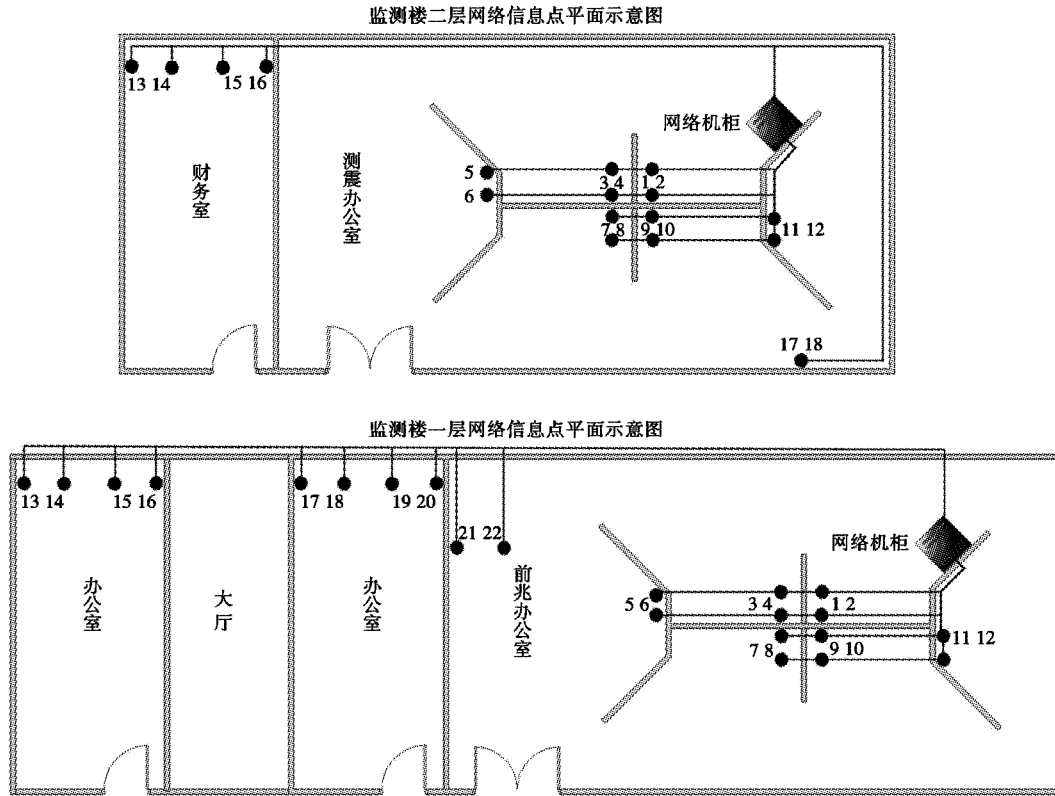 监测楼二层网络信息点平面示意图
13 14
15 16
网络机柜
财务室
测震办公室
5
6
3 4
1 2
7 8
9 10
11 12
17 18
监测楼一层网络信息点平面示意图
13 14
15 16
17 18
19 20
21 22
网络机柜
办公室
大厅
办公室
前兆办公室
5 6
3 4
1 2
7 8
9 10
11 12